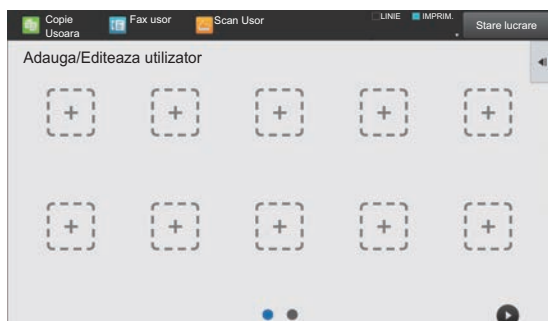 Copie
Usoara
Fax usor
Scan Usor
LINIE
IMPRIM.
Stare lucrare
Adauga/Editeaza utilizator